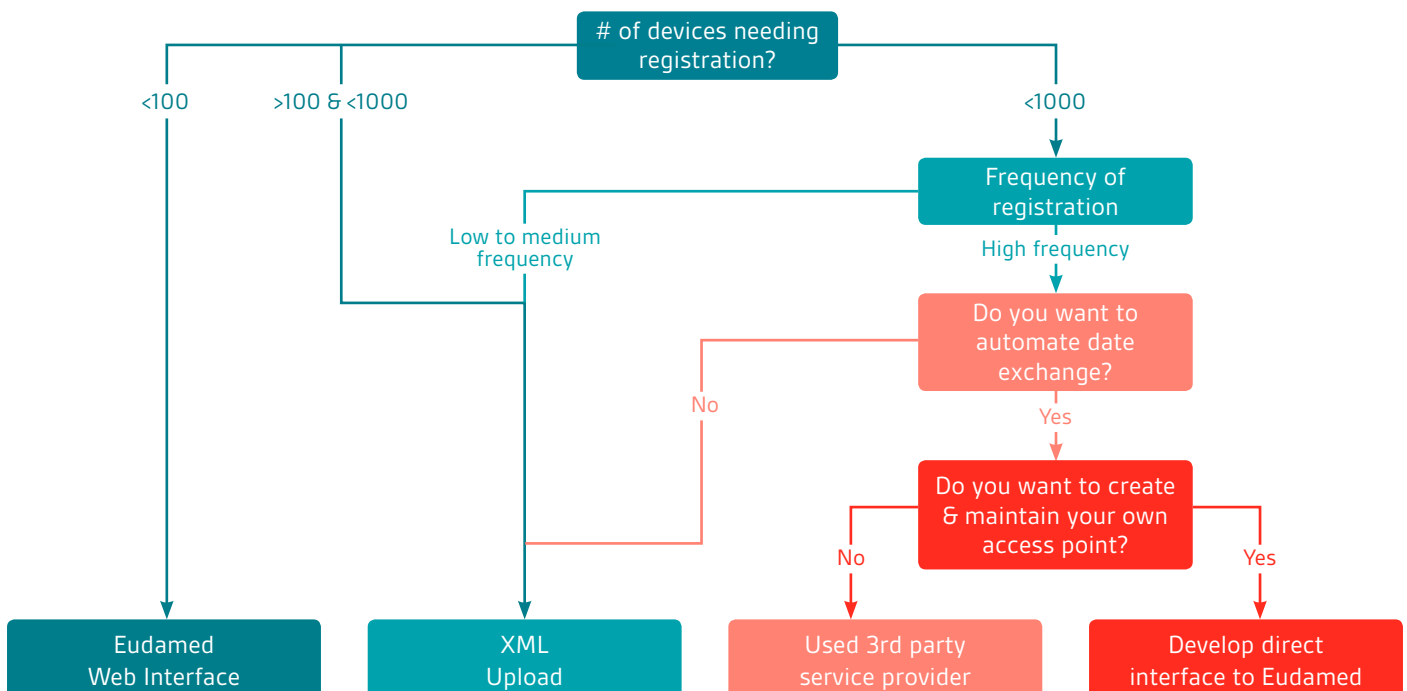 # of devices needing
registration?
<100
>100 & <1000
<1000
Frequency of
registration
Low to medium
frequency
High frequency
Do you want to
automate date
exchange?
No
Yes
Do you want to create
& maintain your own
access point?
No
Yes
Eudamed
Web Interface
XML
Upload
Used 3rd party
service provider
Develop direct
interface to Eudamed